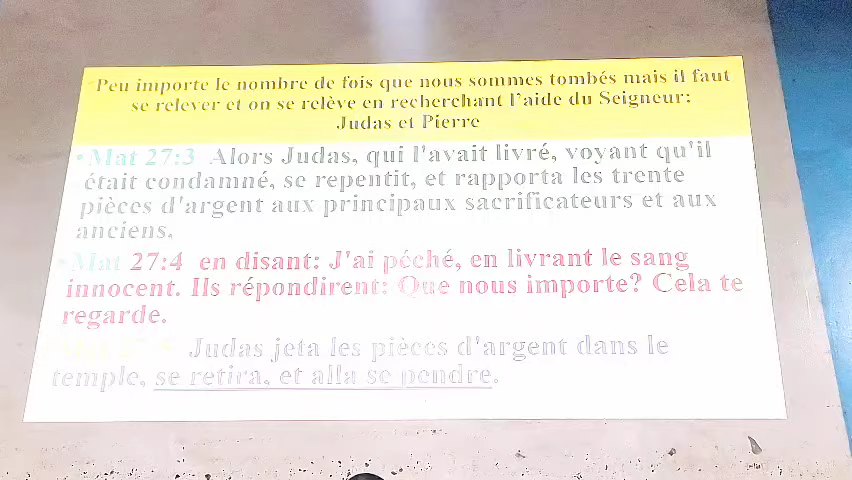 Peu importe le nombre de fois que nous sommes tombés mais il faut
se relever et on se relève en recherchant l'aide du Seigneur:
Judas et Pierre
•Mat 27:3 Alors Judas, qui l'avait livré, voyant qu'il
était condamné, se repentit, et rapporta les trente
pièces d'argent aux principaux sacrificateurs et aux
anciens,
•Mat 27:4 en disant: J'ai péché, en livrant le sang
innocent. Ils répondirent: Que nous importe? Cela te
regarde.
Judas jeta les pièces d'argent dans le
temple, se retira, et alla se pendre.